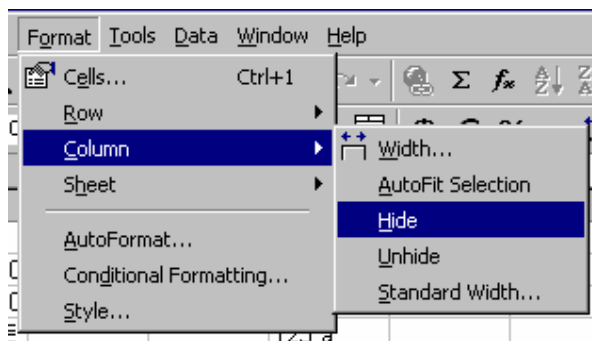 Format Tools Data Window Help
Cells... Ctrl+1
Row
Column
Sheet
AutoFormat...
Conditional Formatting...
Style...
Width...
AutoFit Selection
Hide
Unhide
Standard Width...
Σ fx A Z